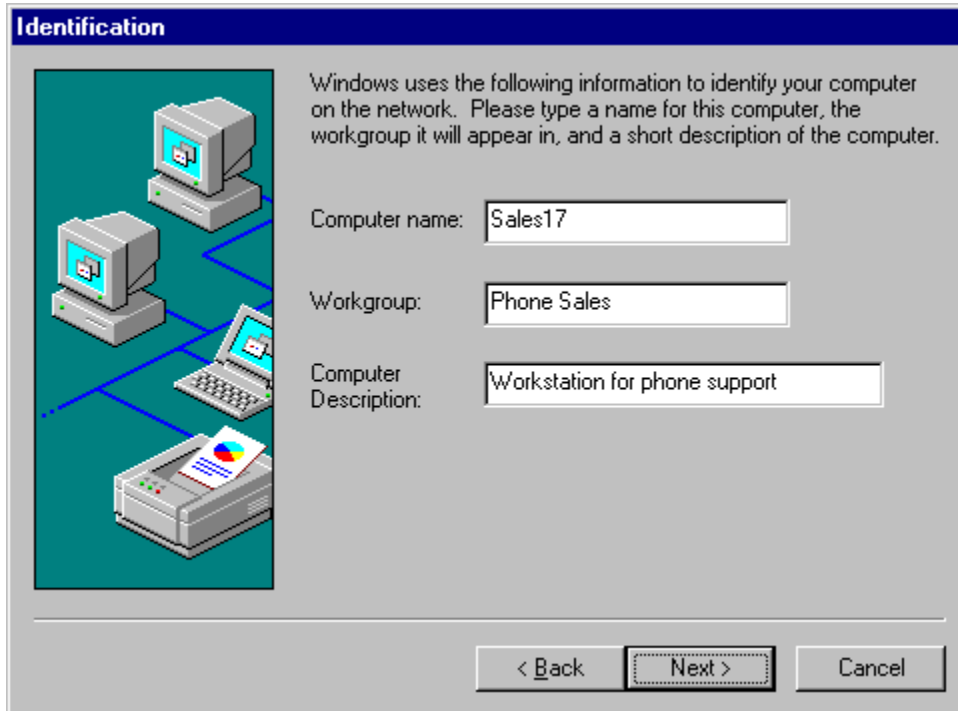 Identification
Windows uses the following information to identify your computer
on the network.  Please type a name for this computer, the
workgroup it will appear in, and a short description of the computer.
Computer name: Sales17
Workgroup: Phone Sales
Computer
Description: Workstation for phone support
< Back Next > Cancel